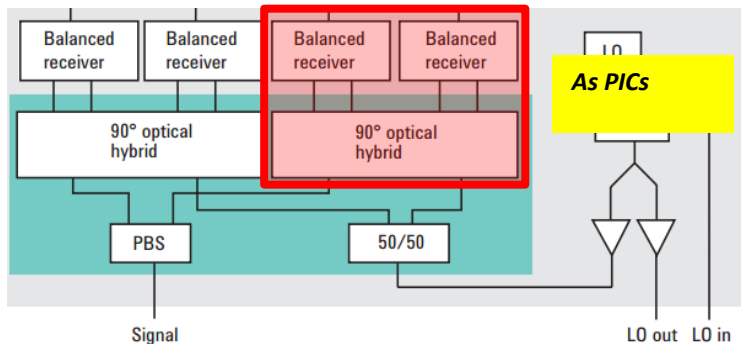 Balanced
receiver
Balanced
receiver
Balanced
receiver
Balanced
receiver
LO
As PICs
90° optical
hybrid
90° optical
hybrid
PBS
50/50
Signal
LO out
LO in